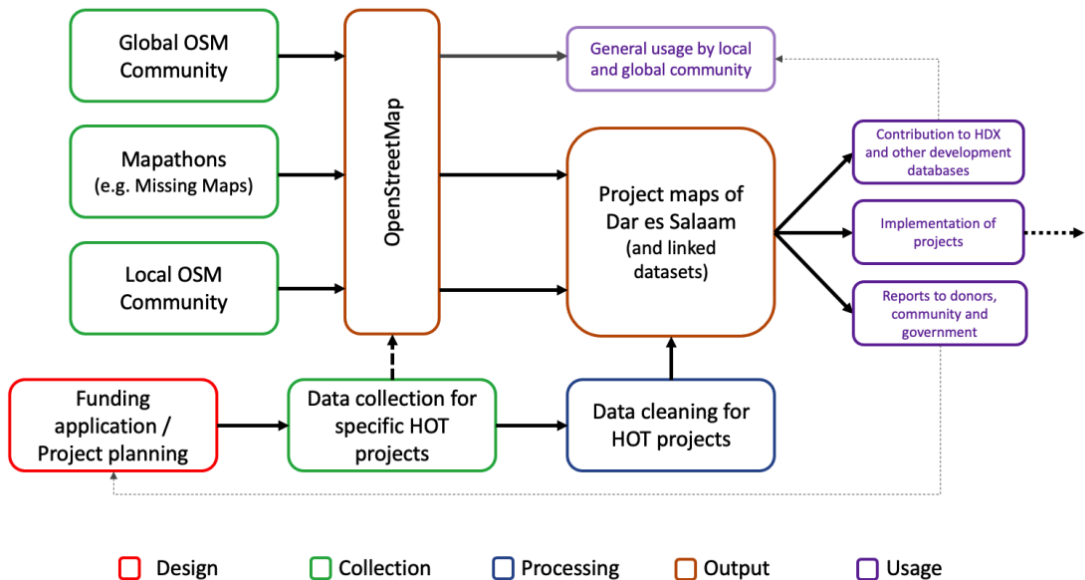 Global OSM
Community
Mapathons
(e.g. Missing Maps)
Local OSM
Community
OpenStreetMap
General usage by local
and global community
Project maps of
Dar es Salaam
(and linked
datasets)
Contribution to HDX
and other development
databases
Implementation of
projects
Reports to donors,
community and
government
Funding
application /
Project planning
Data collection for
specific HOT
projects
Data cleaning for
HOT projects
Design
Collection
Processing
Output
Usage